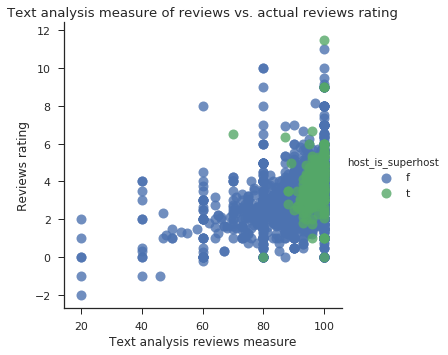 Text analysis measure of reviews vs. actual reviews rating
12
10
8
6
4
2
0
−2
Reviews rating
20 40 60 80 100
Text analysis reviews measure
host_is_superhost
f
t